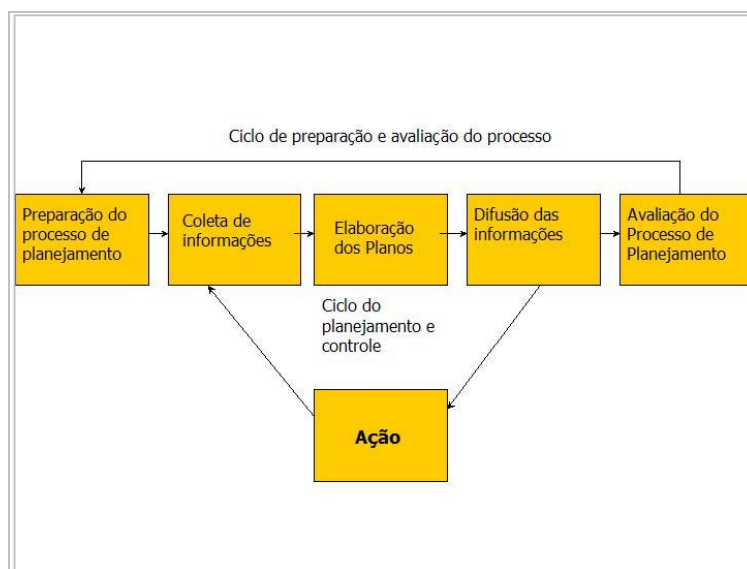 Ciclo de preparação e avaliação do processo
Preparação do
processo de
planejamento
Coleta de
informações
Elaboração
dos Planos
Difusão das
informações
Avaliação do
Processo de
Planejamento
Ciclo do
planejamento e
controle
Ação